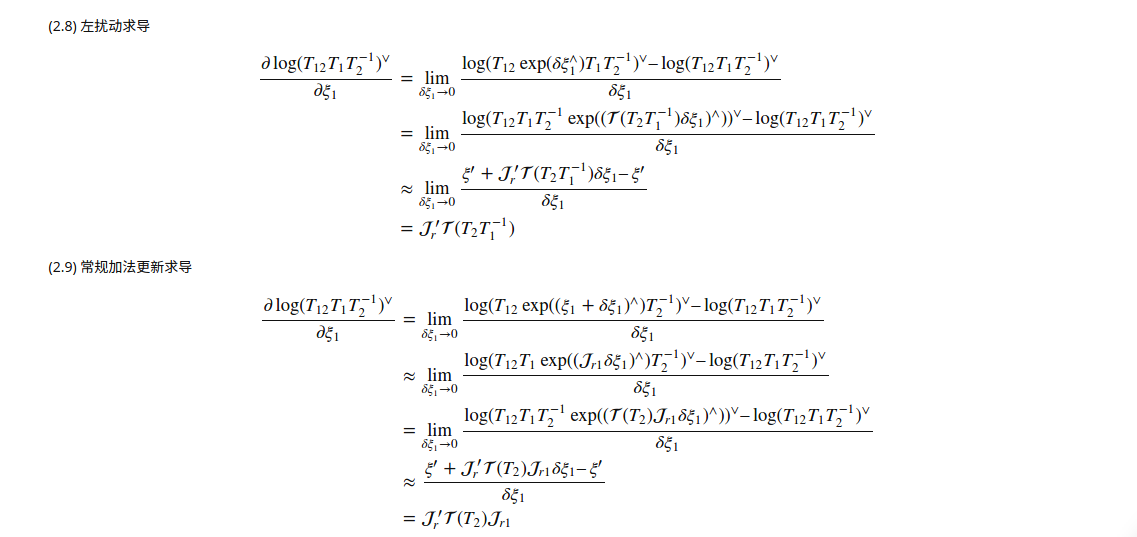 (2.8) 左扰动求导
∂ log(T₁₂T₁T₂⁻¹)^∨ / ∂ξ₁ = lim_{δξ₁→0} (log(T₁₂ exp(δξ₁^∧)T₁T₂⁻¹)^∨ – log(T₁₂T₁T₂⁻¹)^∨) / δξ₁
= lim_{δξ₁→0} (log(T₁₂T₁T₂⁻¹ exp((𝒯(T₂T₁⁻¹)δξ₁)^∧))^∨ – log(T₁₂T₁T₂⁻¹)^∨) / δξ₁
≈ lim_{δξ₁→0} (ξ′ + 𝒥ᵣ′𝒯(T₂T₁⁻¹)δξ₁ – ξ′) / δξ₁
= 𝒥ᵣ′𝒯(T₂T₁⁻¹)
(2.9) 常规加法更新求导
∂ log(T₁₂T₁T₂⁻¹)^∨ / ∂ξ₁ = lim_{δξ₁→0} (log(T₁₂ exp((ξ₁ + δξ₁)^∧)T₂⁻¹)^∨ – log(T₁₂T₁T₂⁻¹)^∨) / δξ₁
≈ lim_{δξ₁→0} (log(T₁₂T₁ exp((𝒥ᵣ₁δξ₁)^∧)T₂⁻¹)^∨ – log(T₁₂T₁T₂⁻¹)^∨) / δξ₁
= lim_{δξ₁→0} (log(T₁₂T₁T₂⁻¹ exp((𝒯(T₂)𝒥ᵣ₁δξ₁)^∧))^∨ – log(T₁₂T₁T₂⁻¹)^∨) / δξ₁
≈ (ξ′ + 𝒥ᵣ′𝒯(T₂)𝒥ᵣ₁δξ₁ – ξ′) / δξ₁
= 𝒥ᵣ′𝒯(T₂)𝒥ᵣ₁